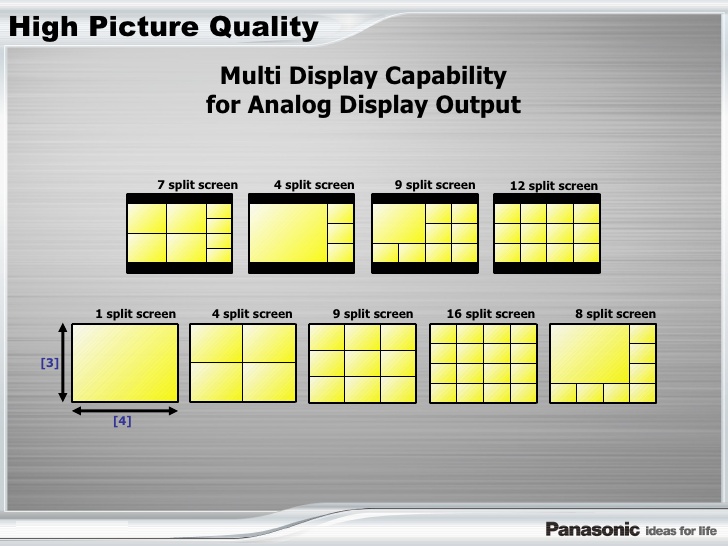 High Picture Quality
Multi Display Capability
for Analog Display Output
7 split screen 4 split screen 9 split screen 12 split screen
1 split screen 4 split screen 9 split screen 16 split screen 8 split screen
[3]
[4]
Panasonic ideas for life